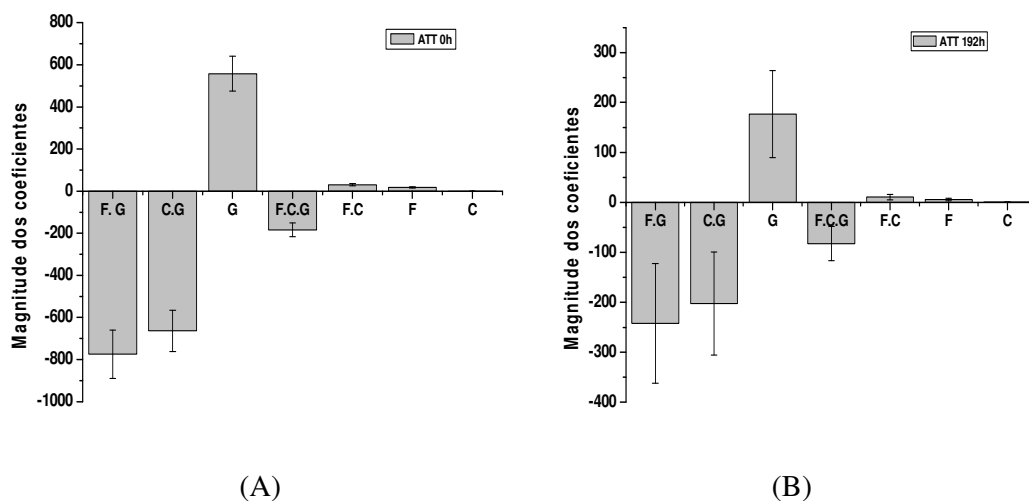 Magnitude dos coeficientes
800
600
400
200
0
-200
-400
-600
-800
-1000
ATT 0h
F. G
C.G
G
F.C.G
F.C
F
C
(A)
Magnitude dos coeficientes
300
200
100
0
-100
-200
-300
-400
ATT 192h
F.G
C.G
G
F.C.G
F.C
F
C
(B)